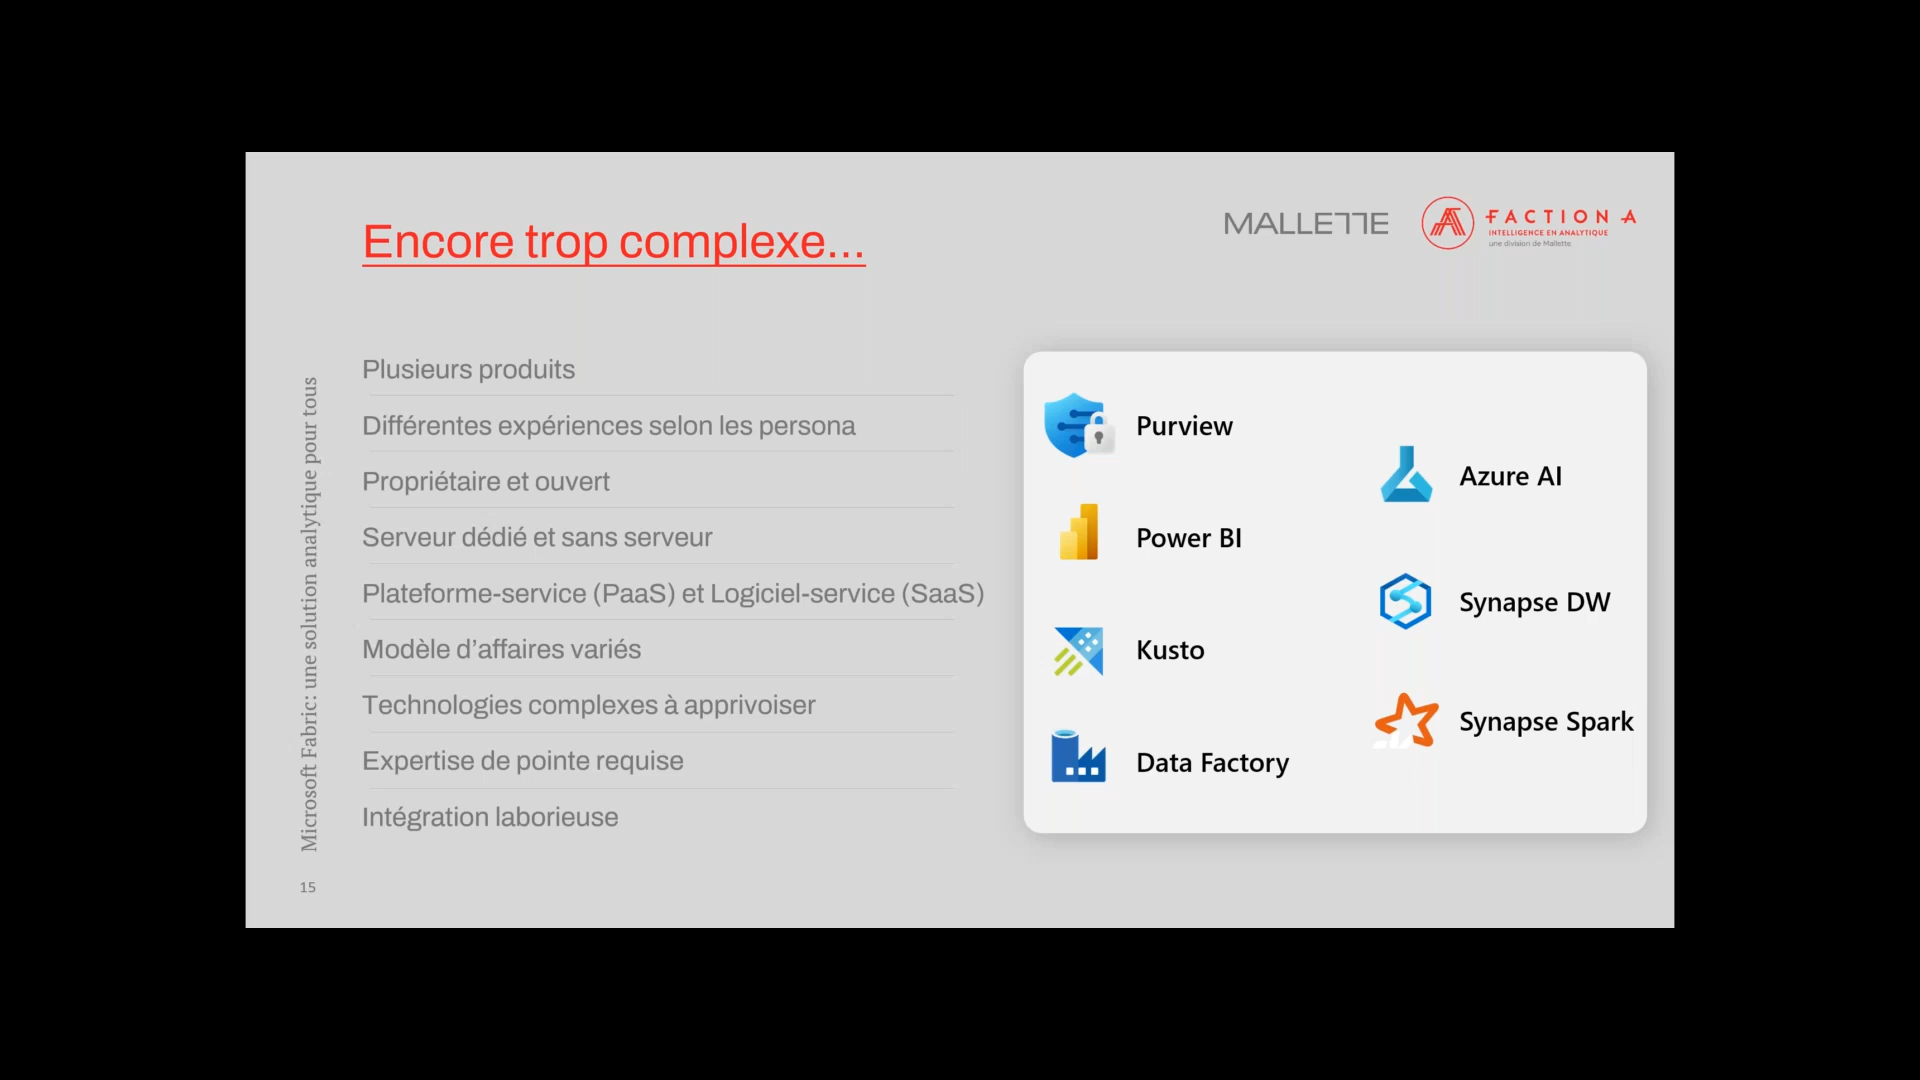 Encore trop complexe...
MALLETTE
FACTION A
INTELLIGENCE EN ANALYTIQUE
une division de Mallette
Microsoft Fabric: une solution analytique pour tous
Plusieurs produits
Différentes expériences selon les persona
Propriétaire et ouvert
Serveur dédié et sans serveur
Plateforme-service (PaaS) et Logiciel-service (SaaS)
Modèle d’affaires variés
Technologies complexes à apprivoiser
Expertise de pointe requise
Intégration laborieuse
Purview
Power BI
Kusto
Data Factory
Azure AI
Synapse DW
Synapse Spark
15